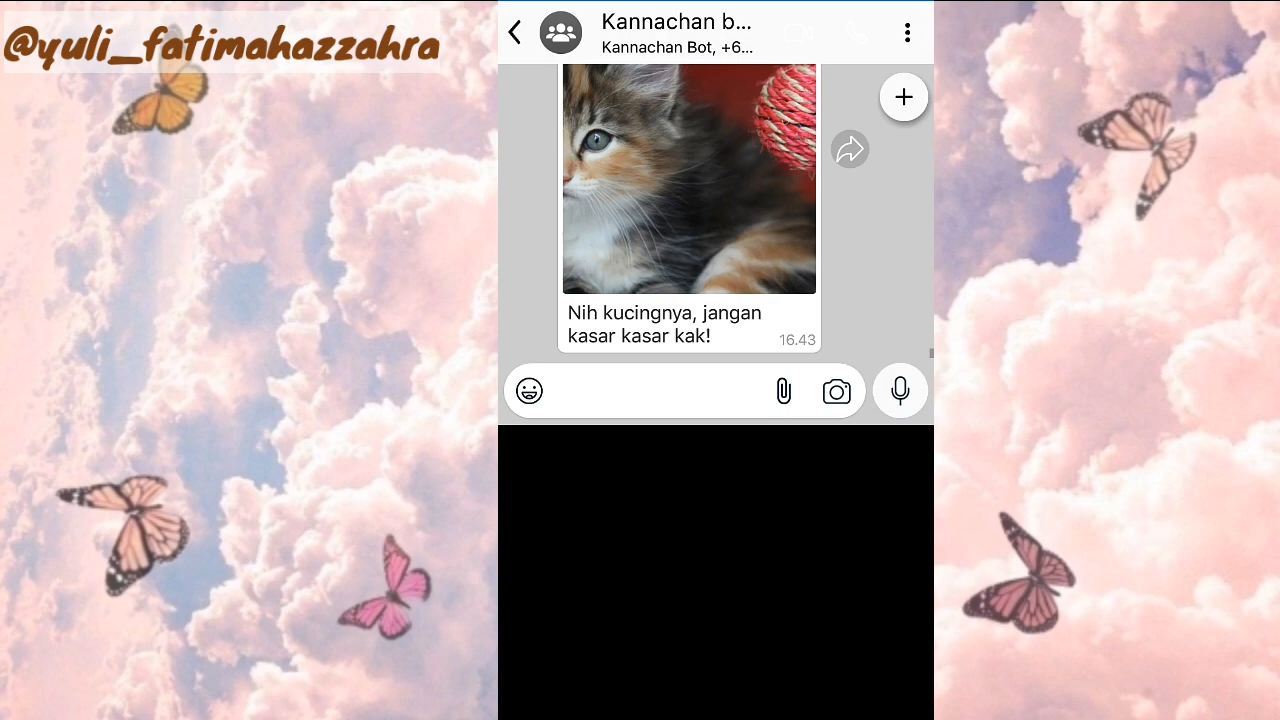 @yuli_fatimahazzahra
Kannachan b...
Kannachan Bot, +6...
Nih kucingnya, jangan
kasar kasar kak!
16.43